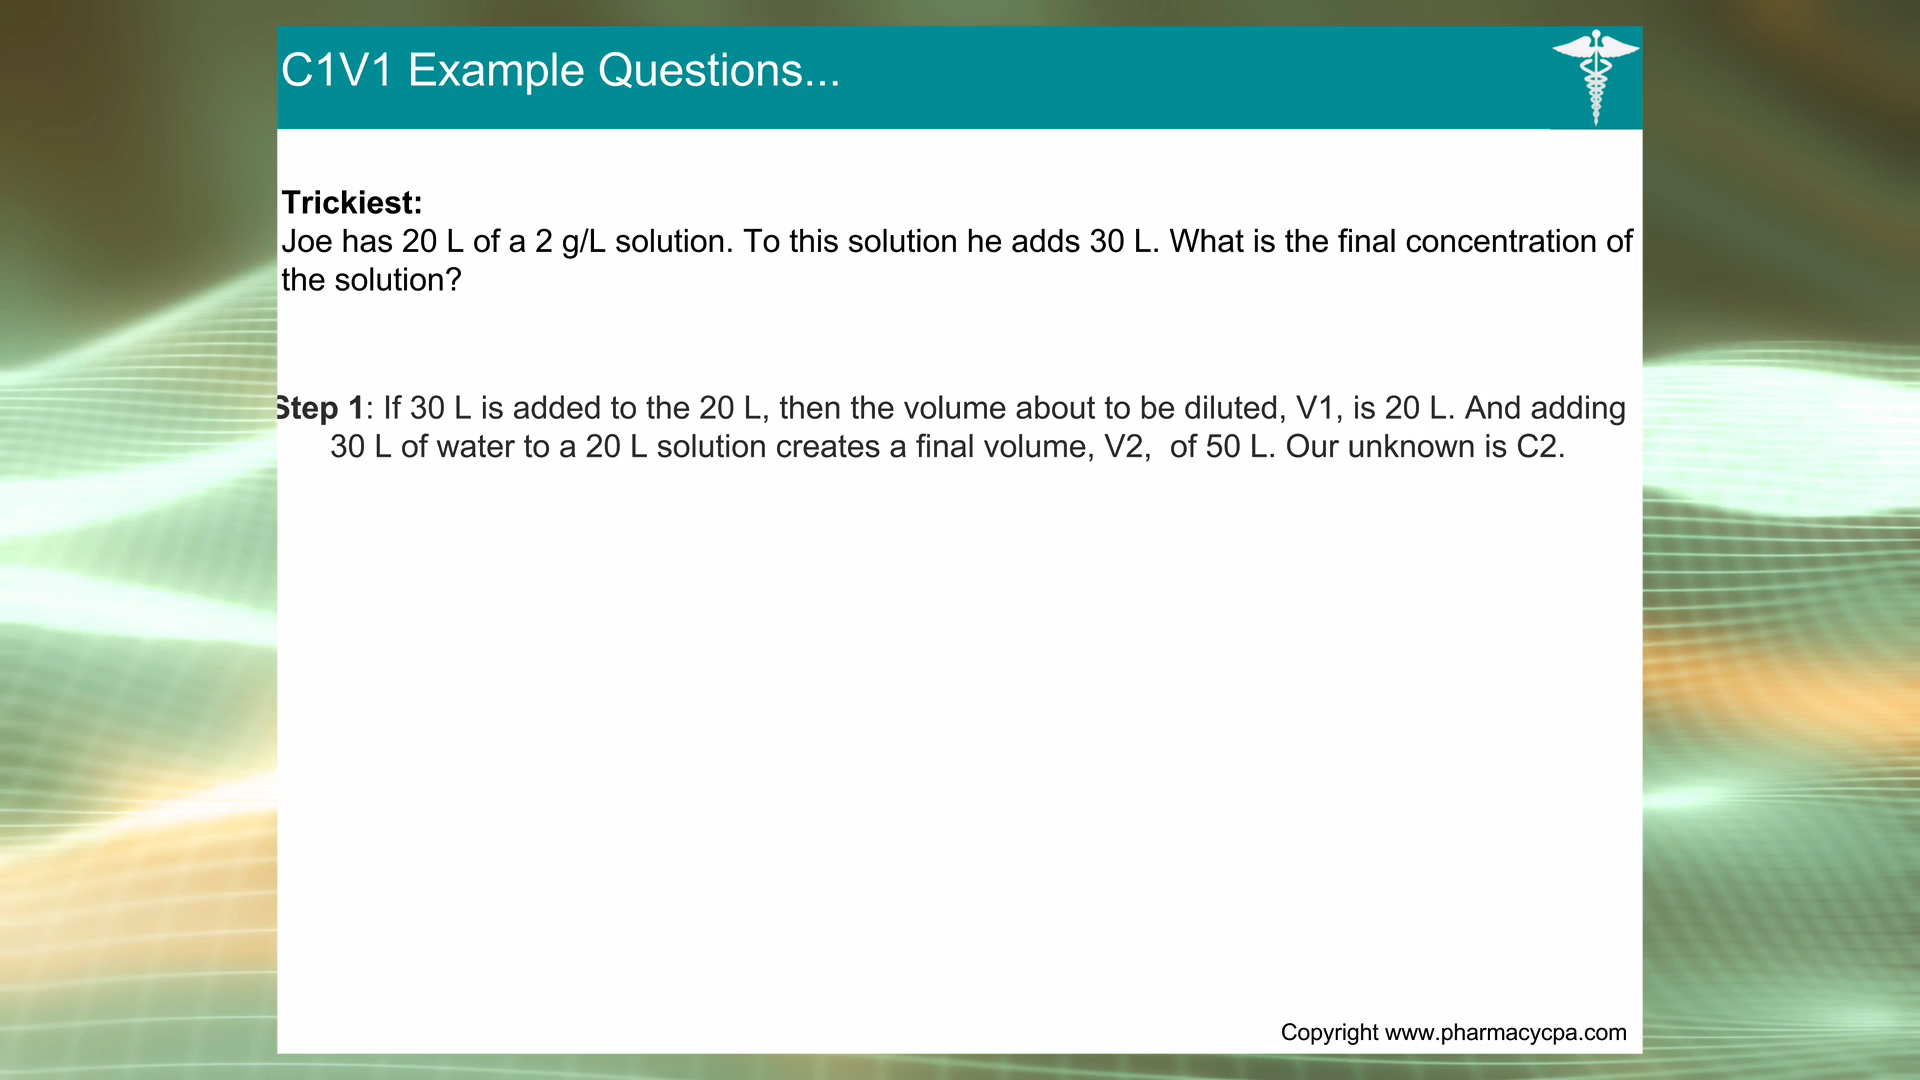 C1V1 Example Questions...
Trickiest:
Joe has 20 L of a 2 g/L solution. To this solution he adds 30 L. What is the final concentration of
the solution?
Step 1: If 30 L is added to the 20 L, then the volume about to be diluted, V1, is 20 L. And adding
30 L of water to a 20 L solution creates a final volume, V2,  of 50 L. Our unknown is C2.
Copyright www.pharmacycpa.com